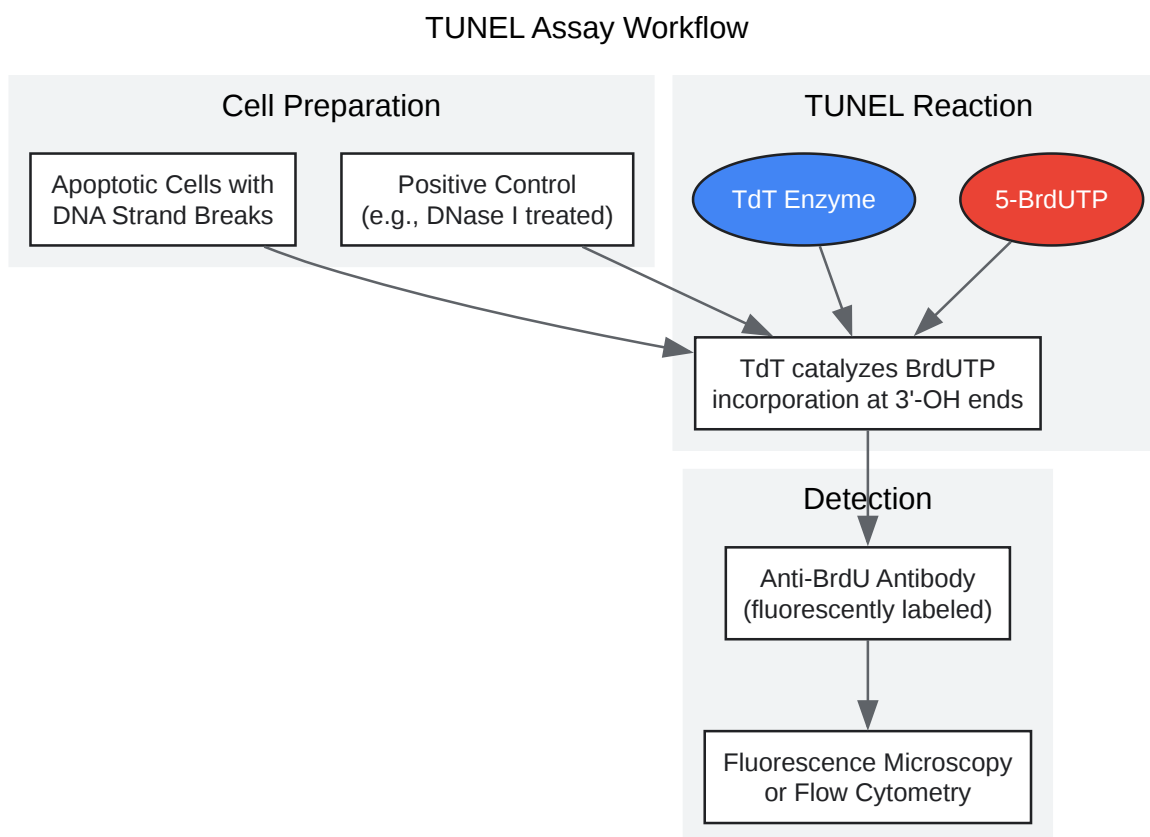 TUNEL Assay Workflow
Cell Preparation
TUNEL Reaction
Apoptotic Cells with
DNA Strand Breaks
Positive Control
(e.g., DNase I treated)
TdT Enzyme
5-BrdUTP
TdT catalyzes BrdUTP
incorporation at 3'-OH ends
Detection
Anti-BrdU Antibody
(fluorescently labeled)
Fluorescence Microscopy
or Flow Cytometry